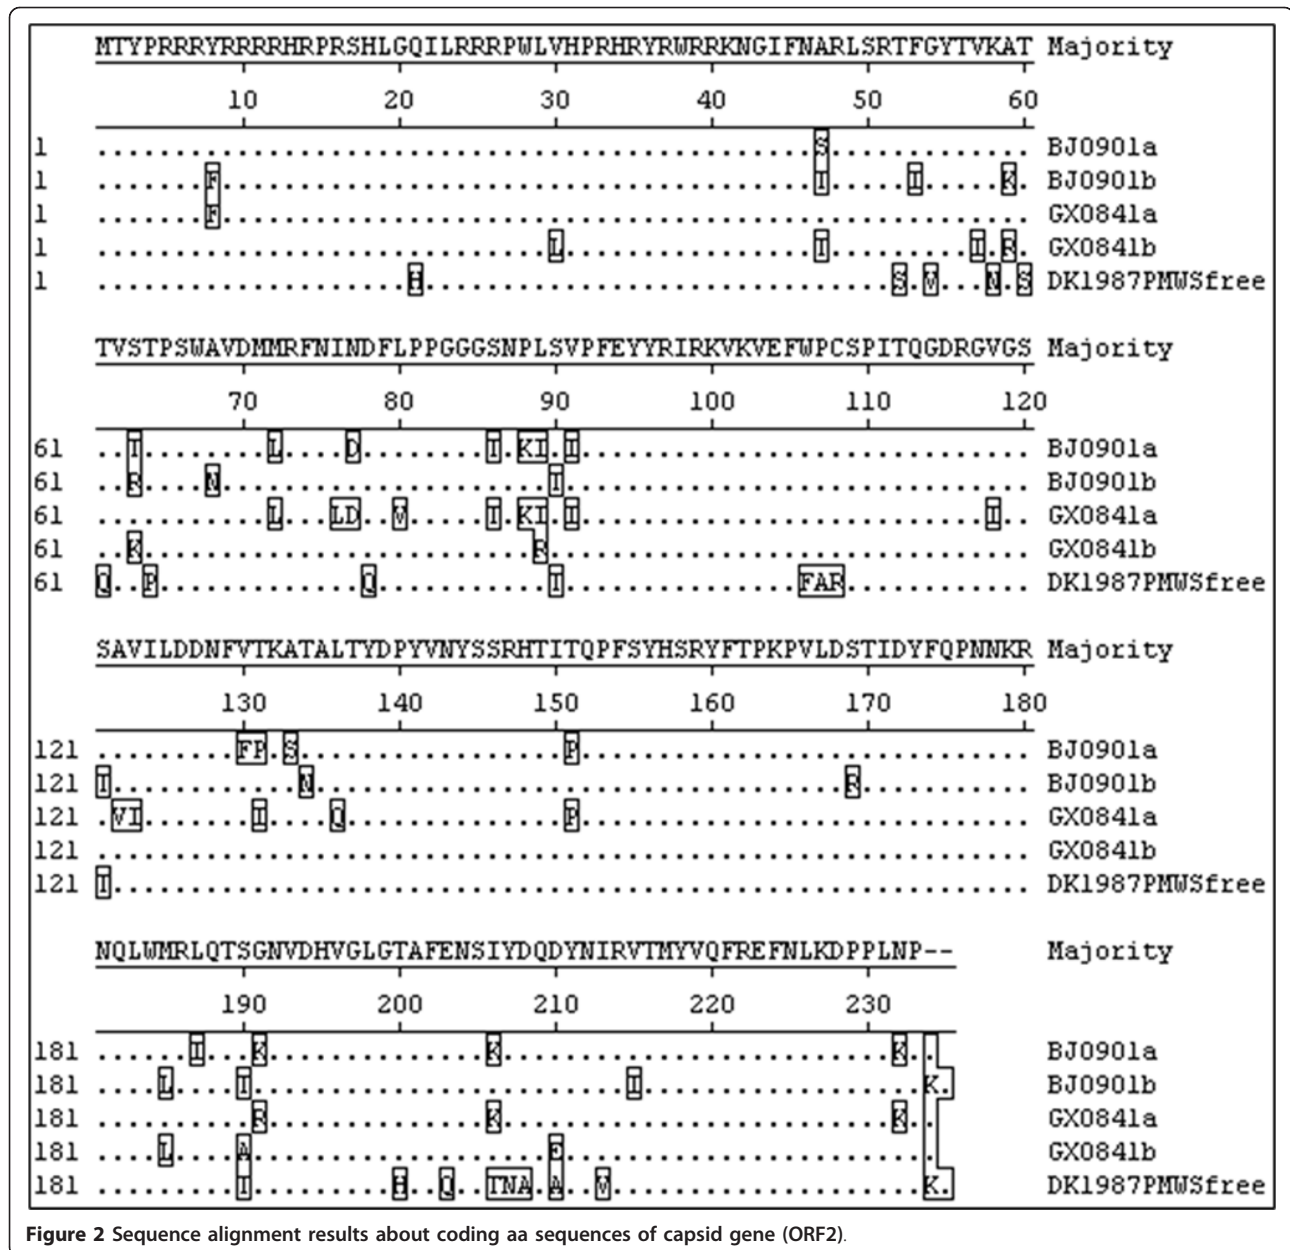 MTYPRRRYRRRRHRPRSHLGQILRRRPWLVHPRHRYRWRRKNGIFNARLSRTFGYTVKAT Majority
10 20 30 40 50 60
1 ..............................................S............. BJ0901a
1 .......F......................................T.....I.....K. BJ0901b
1 .......F.................................................... GX0841a
1 .............................L................T.........I.R. GX0841b
1 ....................H..............................S.V...N.S DK1987PMWSfree
TVSTPSWAVDMMRFNINDFLPPGGGSNPLSVPFEYYRIRKVKVEFWPCSPITQGDRGVGS Majority
70 80 90 100 110 120
61 ..T........L....D........T.KI.I............................. BJ0901a
61 ..R....N.....................T.............................. BJ0901b
61 ...........L...LD..V.....T.KI.I..........................I.. GX0841a
61 ..K.........................R............................... GX0841b
61 Q..P.............Q...........T...............FAR............ DK1987PMWSfree
SAVILDDNFVTKATALTYDPYVNYSSRHTITQPFSYHSRYFTPKPVLDSTIDYFQPNNKR Majority
130 140 150 160 170 180
121 .........FP.S.................P............................. BJ0901a
121 T............N..................................R........... BJ0901b
121 .VI.......I....Q..............P............................. GX0841a
121 ............................................................ GX0841b
121 T........................................................... DK1987PMWSfree
NQLWMRLQTSGNVDHVGLGTAFENSIYDQDYNIRVTMYVQFREFNLKDPPLNP-- Majority
190 200 210 220 230
181 ......I...K..............K.........................K.. BJ0901a
181 ....L....T........................I..................K. BJ0901b
181 ..........R..............K.........................K. GX0841a
181 ....L....A...................E....................... GX0841b
181 .........T.........H..Q..TNA.A..V....................K. DK1987PMWSfree
Figure 2 Sequence alignment results about coding aa sequences of capsid gene (ORF2).